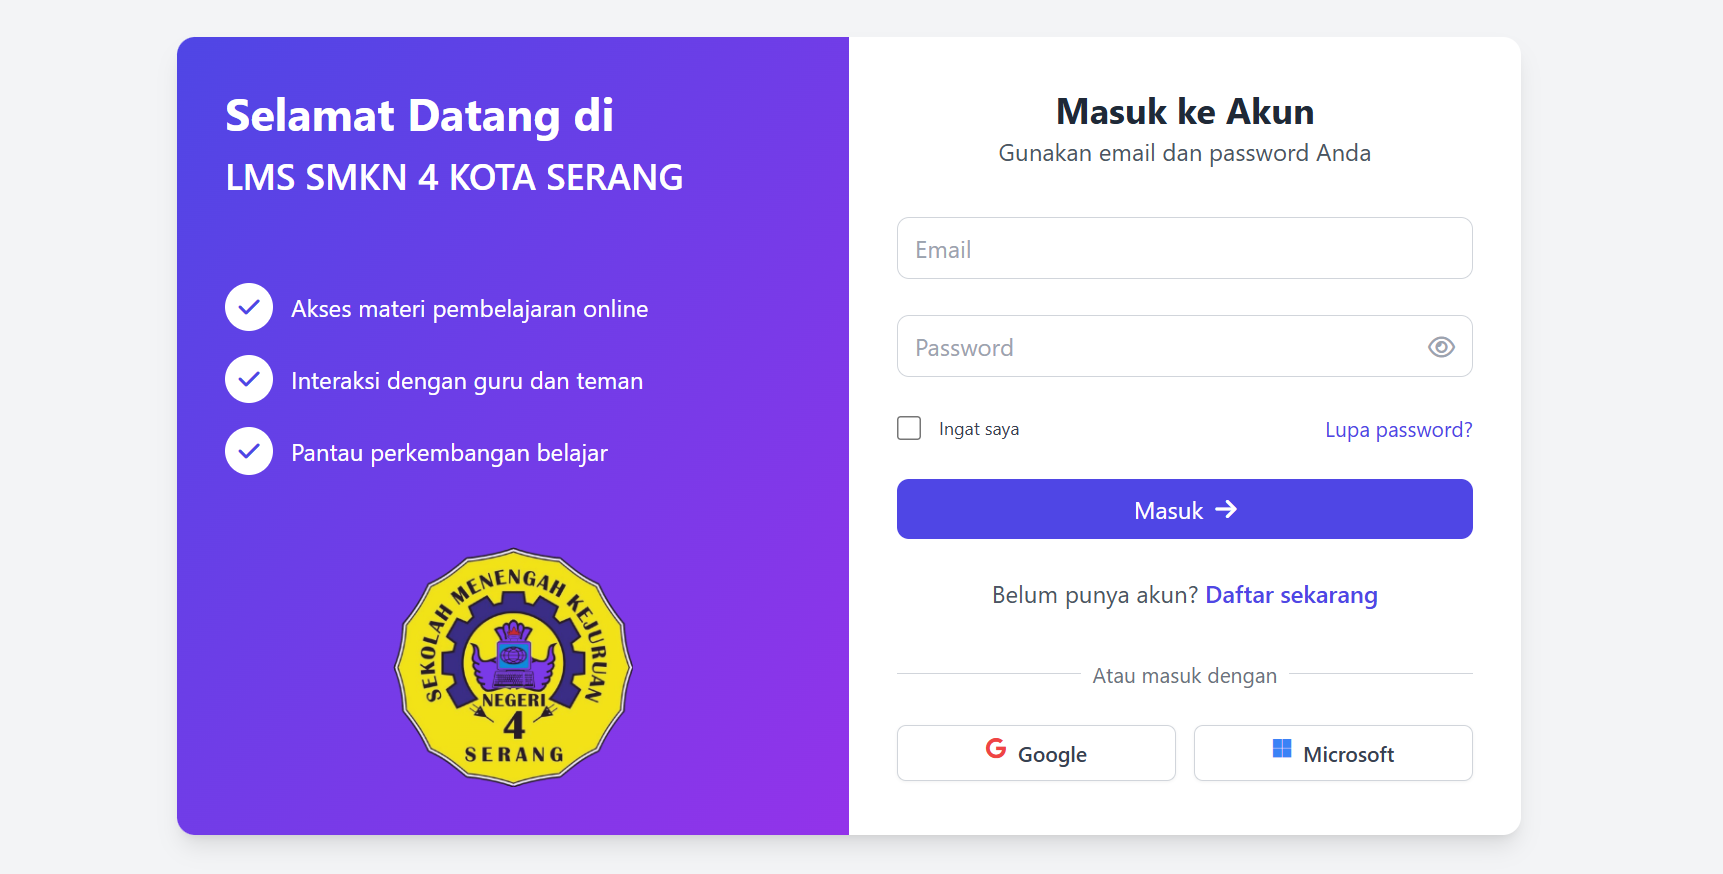 Selamat Datang di
LMS SMKN 4 KOTA SERANG
Akses materi pembelajaran online
Interaksi dengan guru dan teman
Pantau perkembangan belajar
SEKOLAH MENENGAH KEJURUAN
NEGERI
4
SERANG
Masuk ke Akun
Gunakan email dan password Anda
Email
Password
Ingat saya
Lupa password?
Masuk
Belum punya akun? Daftar sekarang
Atau masuk dengan
Google
Microsoft